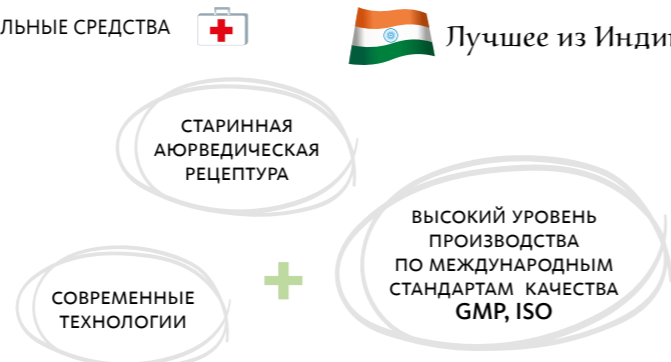 ЛЬНЫЕ СРЕДСТВА
Лучшее из Инди
СТАРИННАЯ
АЮРВЕДИЧЕСКАЯ
РЕЦЕПТУРА
ВЫСОКИЙ УРОВЕНЬ
ПРОИЗВОДСТВА
ПО МЕЖДУНАРОДНЫМ
СТАНДАРТАМ КАЧЕСТВА
GMP, ISO
СОВРЕМЕННЫЕ
ТЕХНОЛОГИИ